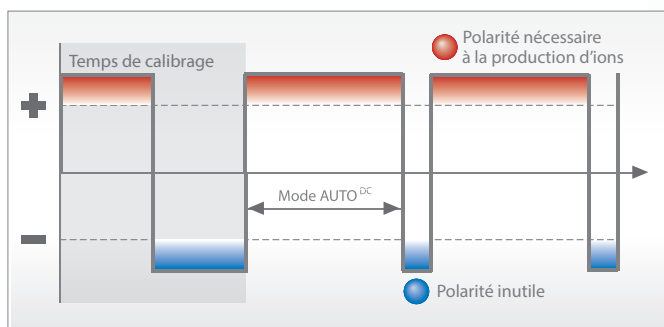 Temps de calibrage
Polarité nécessaire
à la production d’ions
+
Mode AUTO DC
−
Polarité inutile